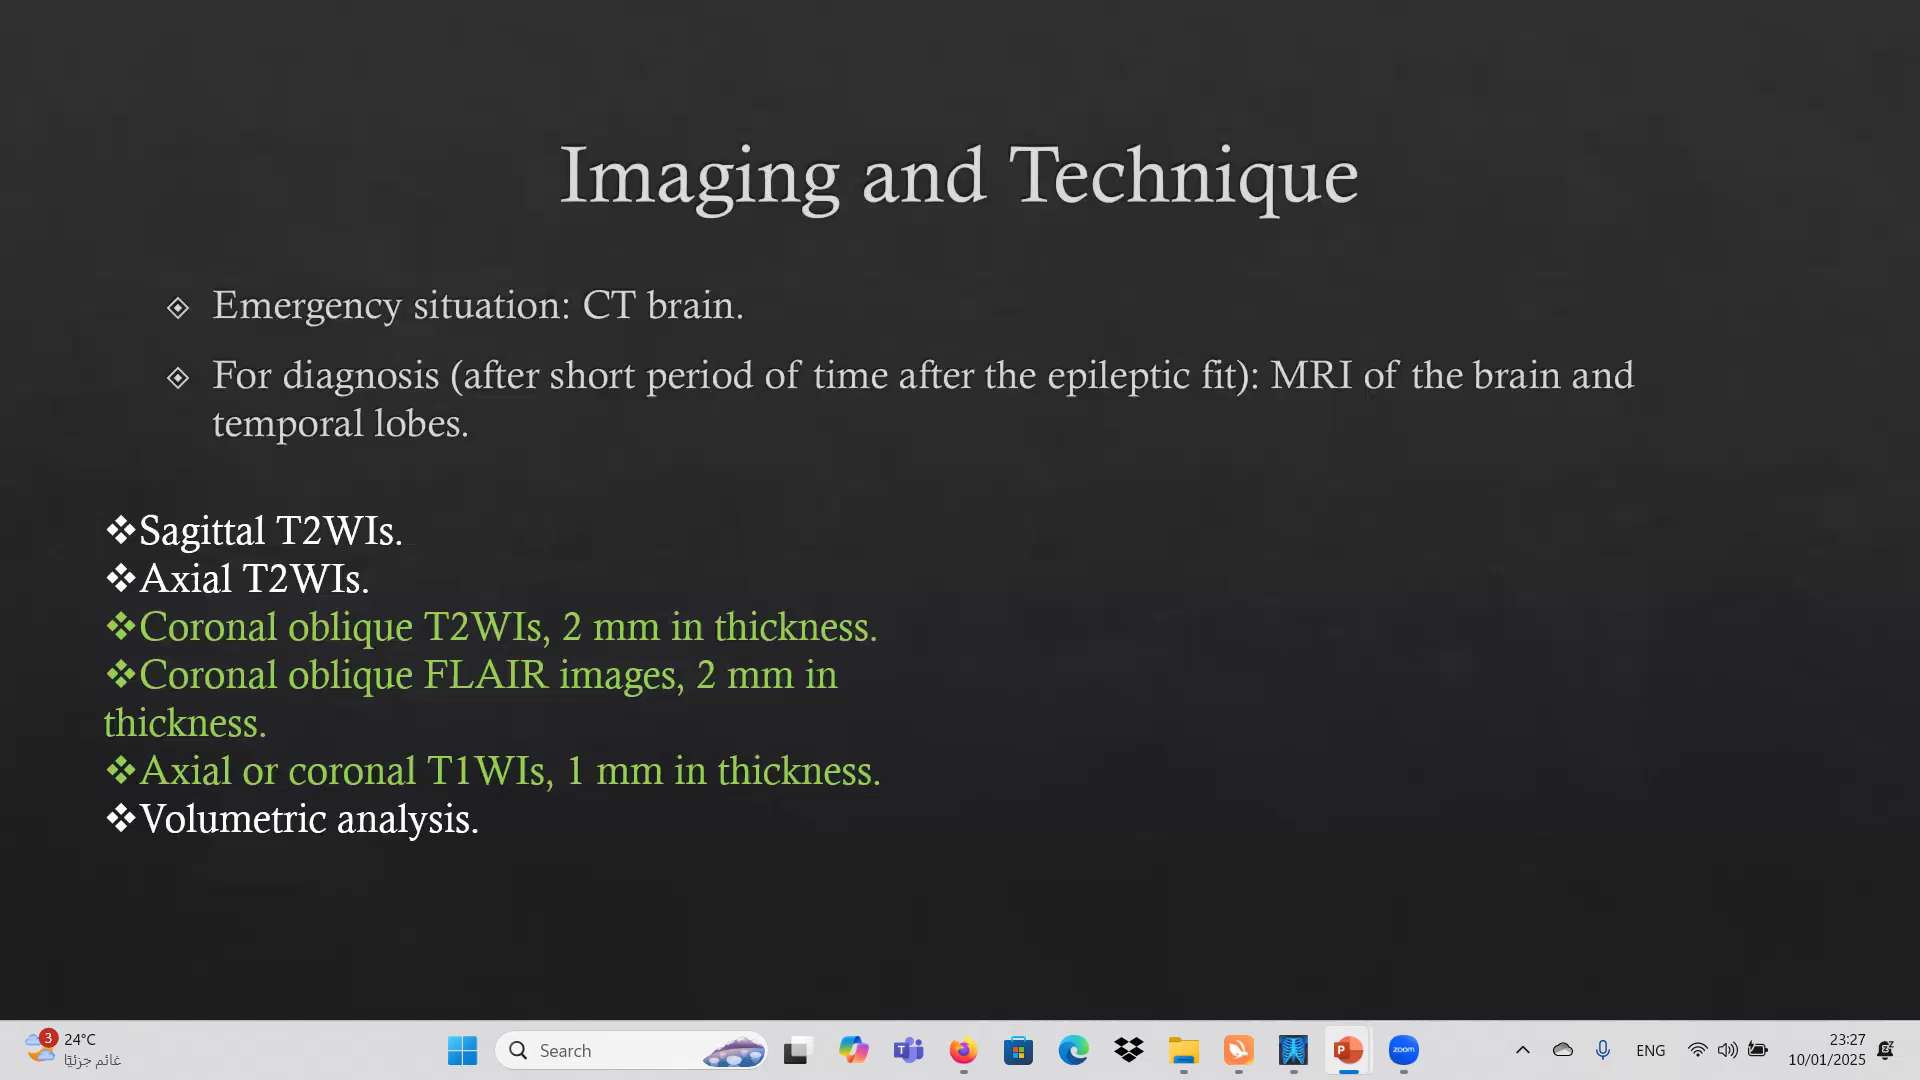 Imaging and Technique
Emergency situation: CT brain.
For diagnosis (after short period of time after the epileptic fit): MRI of the brain and
temporal lobes.
❖Sagittal T2WIs.
❖Axial T2WIs.
❖Coronal oblique T2WIs, 2 mm in thickness.
❖Coronal oblique FLAIR images, 2 mm in
thickness.
❖Axial or coronal T1WIs, 1 mm in thickness.
❖Volumetric analysis.
3
24°C
غائم جزئيًا
Search
zoom
ENG
23:27
10/01/2025